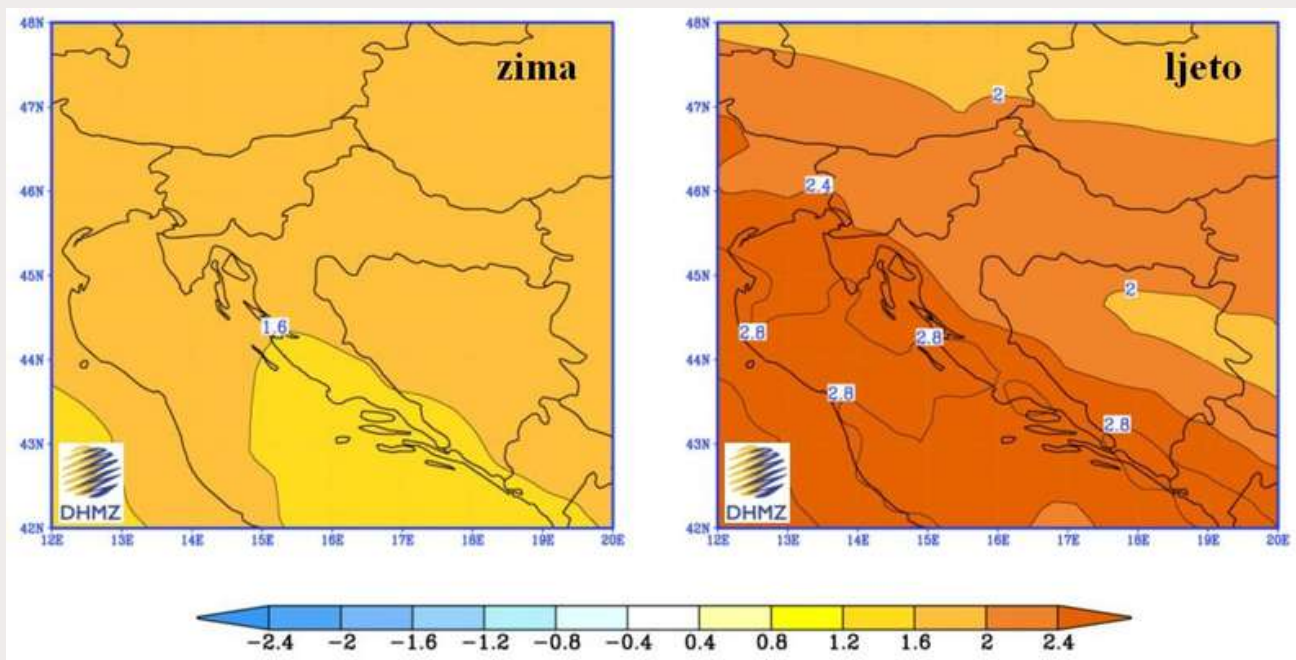 zima
48N
47N
46N
45N
44N
43N
42N
12E 13E 14E 15E 16E 17E 18E 19E 20E
1.6
DHMZ
ljeto
48N
47N
46N
45N
44N
43N
42N
12E 13E 14E 15E 16E 17E 18E 19E 20E
2
2.4
2
2.8
2.8
2.8
2.8
DHMZ
-2.4 -2 -1.6 -1.2 -0.8 -0.4 0.4 0.8 1.2 1.6 2 2.4